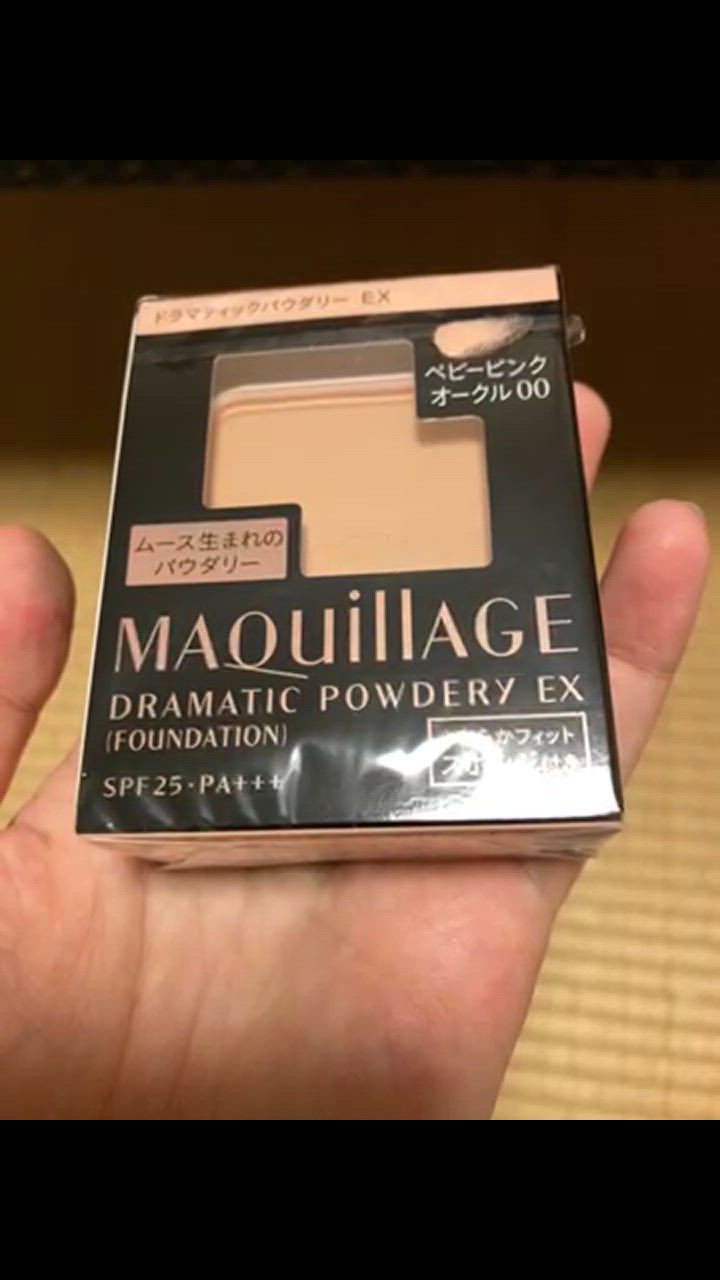 ドラマティックパウダリー EX
ベビーピンク
オークル00
ムース生まれの
パウダリー
MAQuillAGE
DRAMATIC POWDERY EX
(FOUNDATION)
SPF25・PA+++
フィット